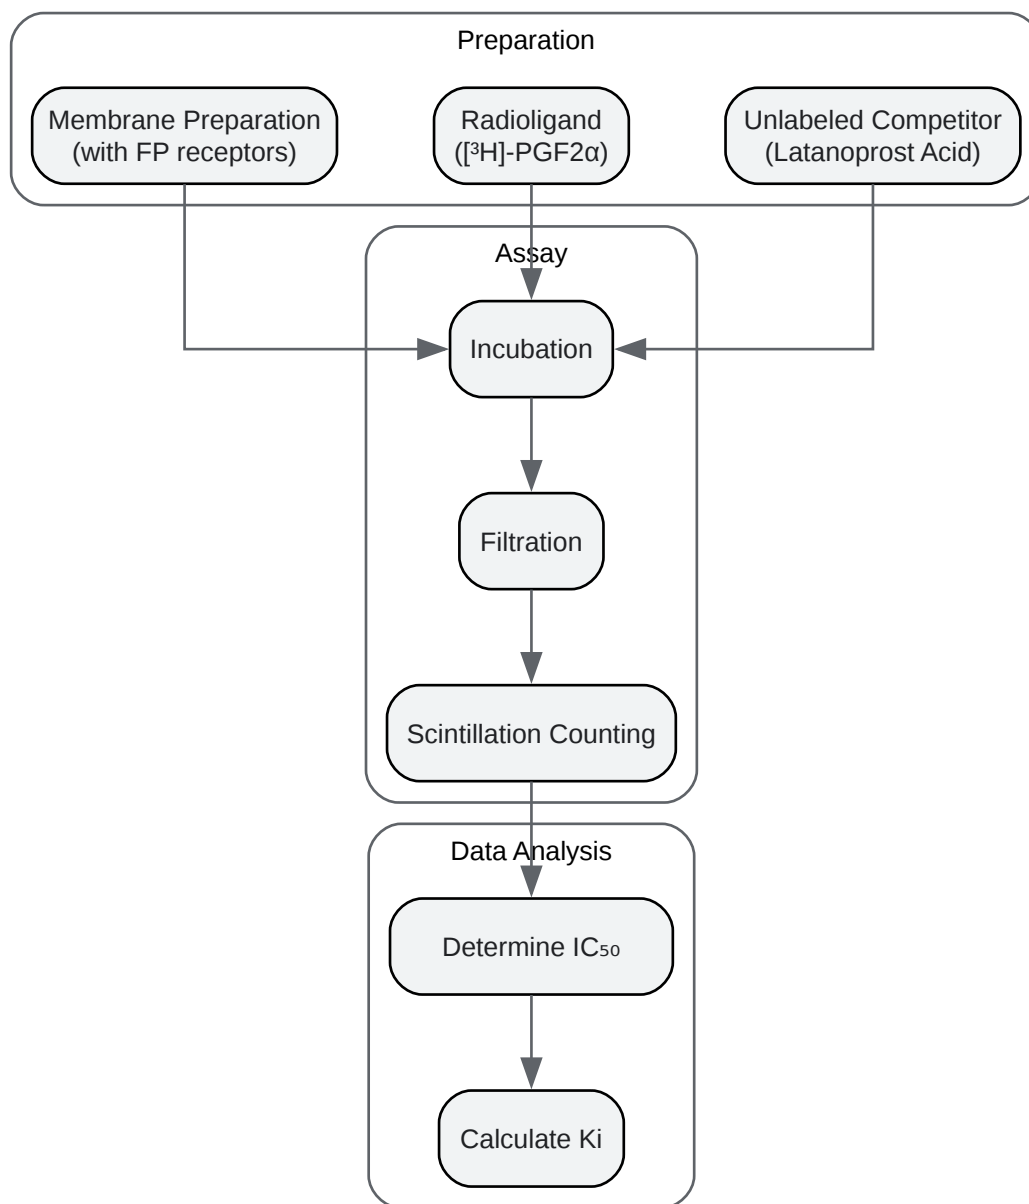 Preparation
Membrane Preparation
(with FP receptors)
Radioligand
([³H]-PGF2α)
Unlabeled Competitor
(Latanoprost Acid)
Assay
Incubation
Filtration
Scintillation Counting
Data Analysis
Determine IC₅₀
Calculate Ki